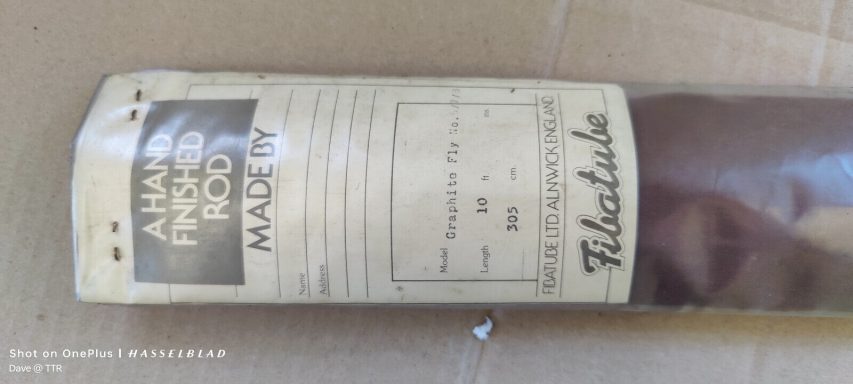 A HAND
FINISHED
ROD
MADE BY
Name
Address
Model Graphite Fly No.
Length 10 ft ins
305 cm
FIBATUBE LTD. ALNWICK ENGLAND
Fibatube
Shot on OnePlus | HASSELBLAD
Dave @ TTR